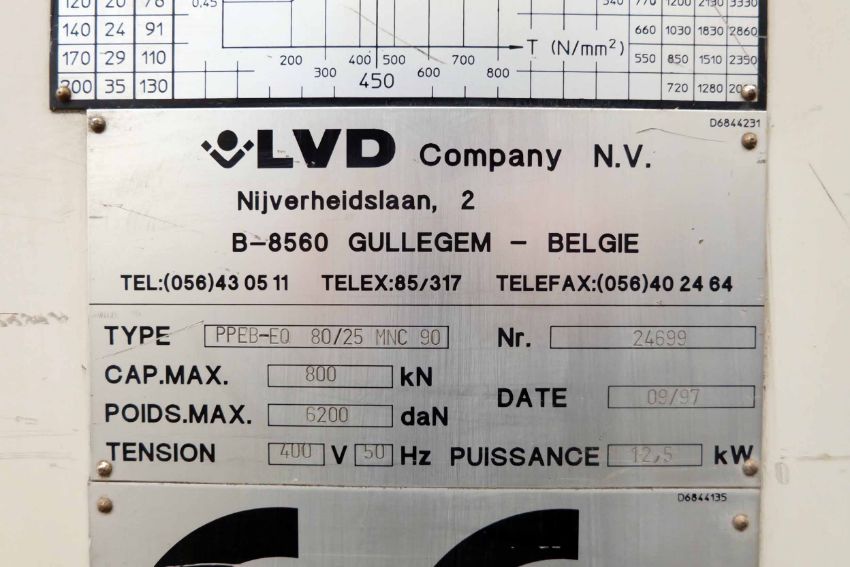 120 20 78
140 24 91
170 29 110
200 35 130
0,45
200 300 400 450 500 600 700 800
T (N/mm²)
340 770 1200 2130 3330
660 1030 1830 2860
550 850 1510 2350
720 1280
D6844231
LVD Company N.V.
Nijverheidslaan, 2
B-8560 GULLEGEM - BELGIE
TEL:(056)43 05 11 TELEX:85/317 TELEFAX:(056)40 24 64
TYPE PPEB-EQ 80/25 MNC 90 Nr. 24699
CAP.MAX. 800 kN
DATE 09/97
POIDS.MAX. 6200 daN
TENSION 400 V 50 Hz PUISSANCE 12,5 kW
D6844135